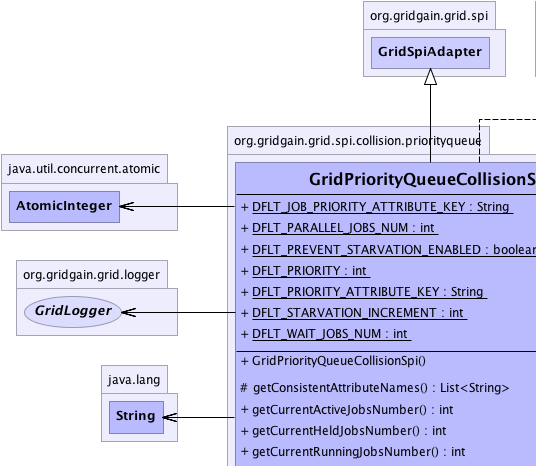 org.gridgain.grid.spi
GridSpiAdapter
org.gridgain.grid.spi.collision.priorityqueue
java.util.concurrent.atomic
AtomicInteger
GridPriorityQueueCollisionS
+ DFLT_JOB_PRIORITY_ATTRIBUTE_KEY : String
+ DFLT_PARALLEL_JOBS_NUM : int
+ DFLT_PREVENT_STARVATION_ENABLED : boolean
+ DFLT_PRIORITY : int
+ DFLT_PRIORITY_ATTRIBUTE_KEY : String
+ DFLT_STARVATION_INCREMENT : int
+ DFLT_WAIT_JOBS_NUM : int
org.gridgain.grid.logger
GridLogger
+ GridPriorityQueueCollisionSpi()
# getConsistentAttributeNames() : List<String>
+ getCurrentActiveJobsNumber() : int
+ getCurrentHeldJobsNumber() : int
+ getCurrentRunningJobsNumber() : int
java.lang
String